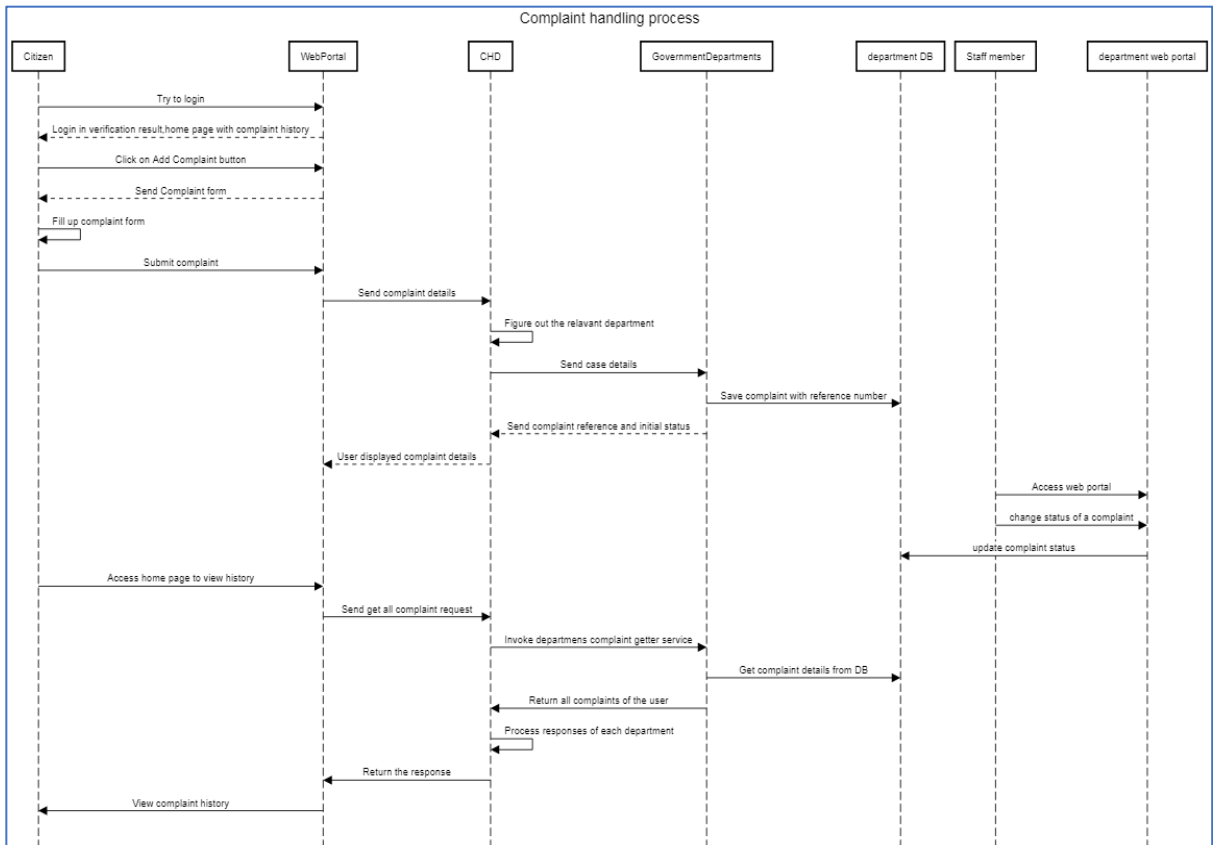 Complaint handling process
Citizen
WebPortal
CHD
GovernmentDepartments
department DB
Staff member
department web portal
Try to login
Login in verification result,home page with complaint history
Click on Add Complaint button
Send Complaint form
Fill up complaint form
Submit complaint
Send complaint details
Figure out the relavant department
Send case details
Save complaint with reference number
Send complaint reference and initial status
User displayed complaint details
Access web portal
change status of a complaint
update complaint status
Access home page to view history
Send get all complaint request
Invoke departmens complaint getter service
Get complaint details from DB
Return all complaints of the user
Process responses of each department
Return the response
View complaint history